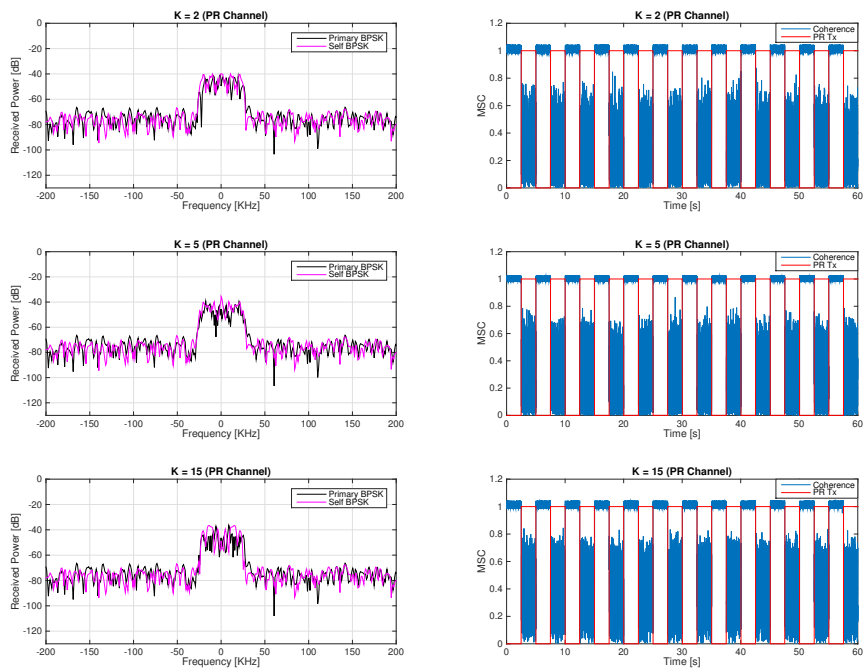 K = 2 (PR Channel)
Received Power [dB]
0
-20
-40
-60
-80
-100
-120
Primary BPSK
Self BPSK
-200 -150 -100 -50 0 50 100 150 200
Frequency [KHz]
K = 2 (PR Channel)
MSC
1.2
1
0.8
0.6
0.4
0.2
0
Coherence
PR Tx
0 10 20 30 40 50 60
Time [s]
K = 5 (PR Channel)
Received Power [dB]
0
-20
-40
-60
-80
-100
-120
Primary BPSK
Self BPSK
-200 -150 -100 -50 0 50 100 150 200
Frequency [KHz]
K = 5 (PR Channel)
MSC
1.2
1
0.8
0.6
0.4
0.2
0
Coherence
PR Tx
0 10 20 30 40 50 60
Time [s]
K = 15 (PR Channel)
Received Power [dB]
0
-20
-40
-60
-80
-100
-120
Primary BPSK
Self BPSK
-200 -150 -100 -50 0 50 100 150 200
Frequency [KHz]
K = 15 (PR Channel)
MSC
1.2
1
0.8
0.6
0.4
0.2
0
Coherence
PR Tx
0 10 20 30 40 50 60
Time [s]